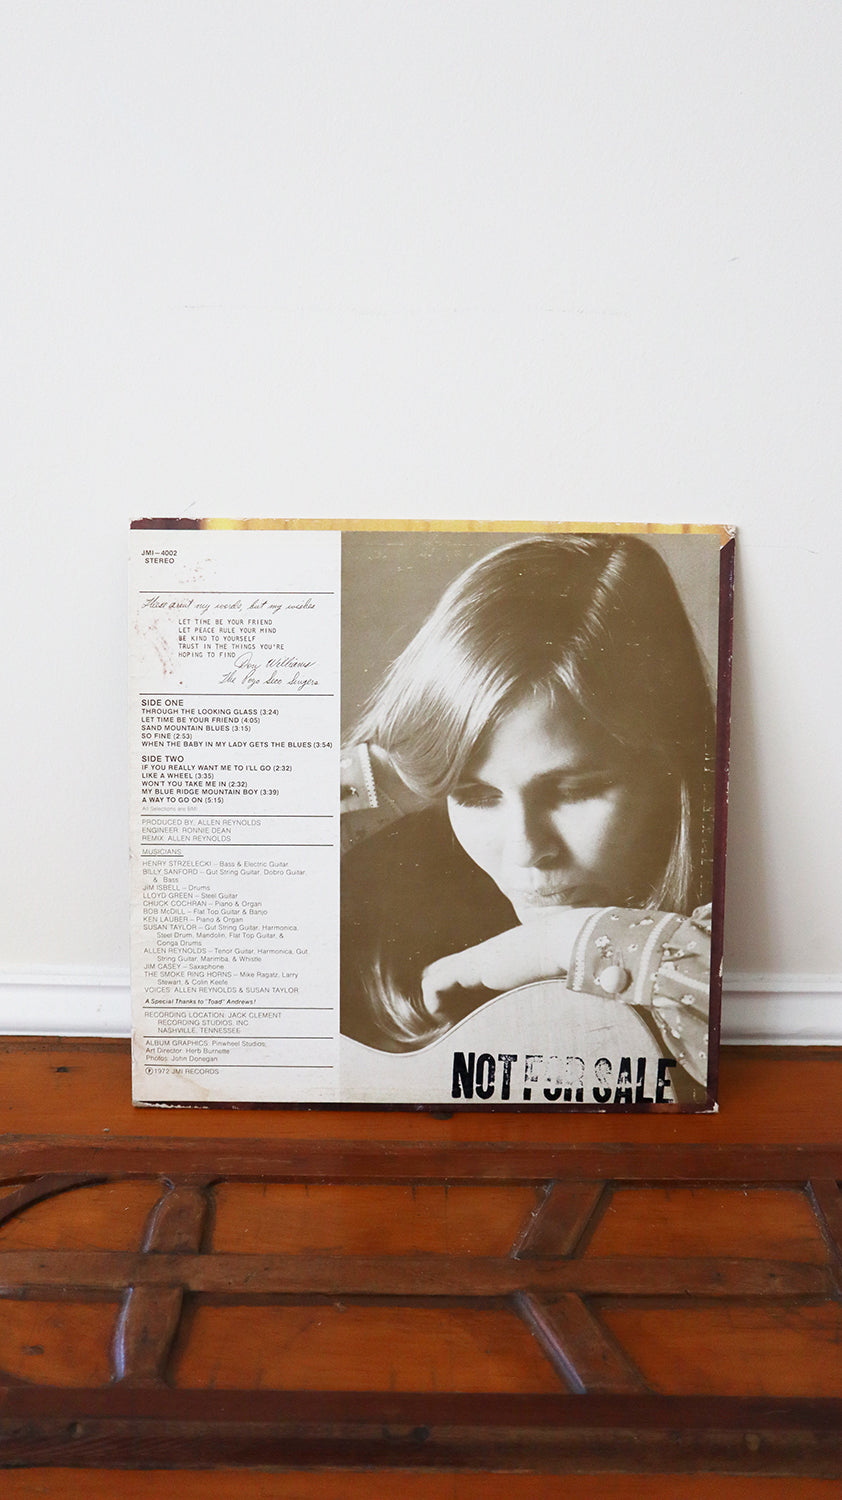 JMI–4002
STEREO
These aren't my words, but my wishes
LET TIME BE YOUR FRIEND
LET PEACE RULE YOUR MIND
BE KIND TO YOURSELF
TRUST IN THE THINGS YOU'RE
HOPING TO FIND
Don Williams
The Pozo Seco Singers
SIDE ONE
THROUGH THE LOOKING GLASS (3:24)
LET TIME BE YOUR FRIEND (4:05)
SAND MOUNTAIN BLUES (3:15)
SO FINE (2:53)
WHEN THE BABY IN MY LADY GETS THE BLUES (3:54)
SIDE TWO
IF YOU REALLY WANT ME TO I'LL GO (2:32)
LIKE A WHEEL (3:35)
WON'T YOU TAKE ME IN (2:32)
MY BLUE RIDGE MOUNTAIN BOY (3:39)
A WAY TO GO ON (5:15)
All Selections are BMI
PRODUCED BY: ALLEN REYNOLDS
ENGINEER: RONNIE DEAN
REMIX: ALLEN REYNOLDS
MUSICIANS
HENRY STRZELECKI – Bass & Electric Guitar
BILLY SANFORD – Gut String Guitar, Dobro Guitar,
& Bass
JIM ISBELL – Drums
LLOYD GREEN – Steel Guitar
CHUCK COCHRAN – Piano & Organ
BOB McDILL – Flat Top Guitar & Banjo
KEN LAUBER – Piano & Organ
SUSAN TAYLOR – Gut String Guitar, Harmonica,
Steel Drum, Mandolin, Flat Top Guitar, &
Conga Drums
ALLEN REYNOLDS – Tenor Guitar, Harmonica, Gut
String Guitar, Marimba, & Whistle
JIM CASEY – Saxaphone
THE SMOKE RING HORNS – Mike Ragatz, Larry
Stewart, & Colin Keefe
VOICES: ALLEN REYNOLDS & SUSAN TAYLOR
A Special Thanks to "Toad" Andrews!
RECORDING LOCATION: JACK CLEMENT
RECORDING STUDIOS, INC.
NASHVILLE, TENNESSEE
ALBUM GRAPHICS: Pinwheel Studios,
Art Director: Herb Burnette
Photos: John Donegan
Ⓟ 1972 JMI RECORDS
NOT FOR SALE